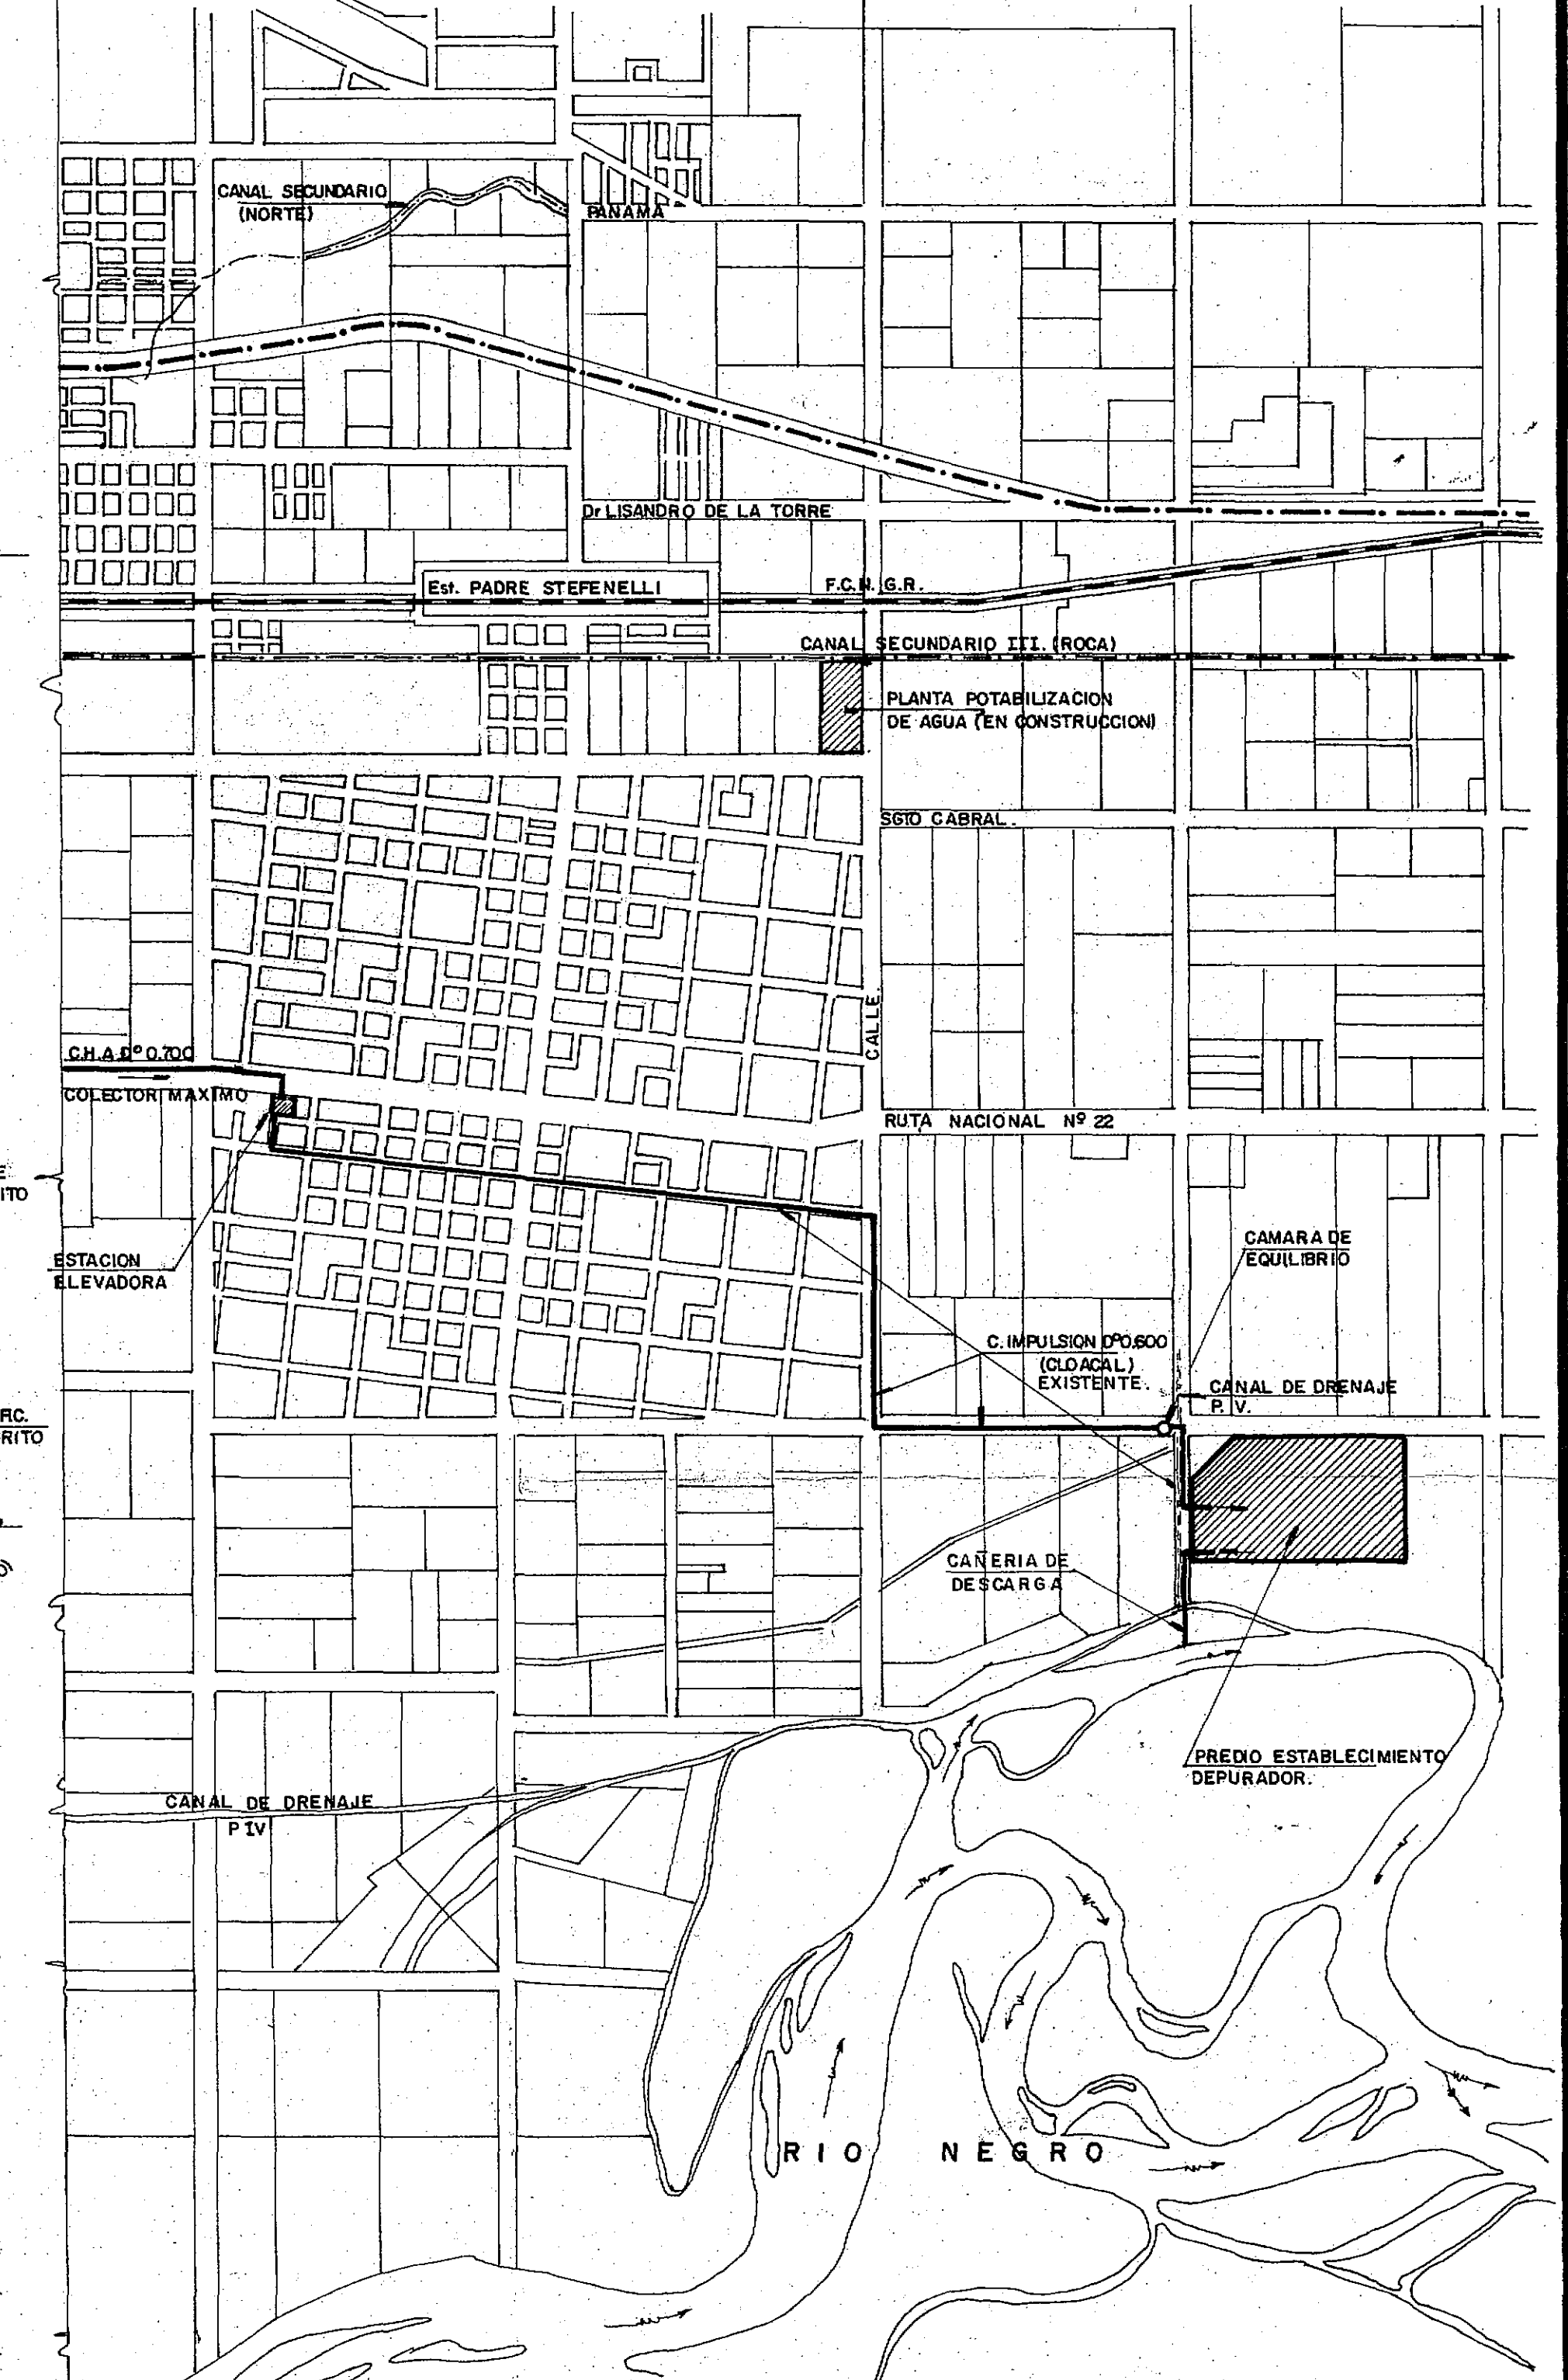 CANAL SECUNDARIO
(NORTE)
PANAMA
Dr LISANDRO DE LA TORRE
Est. PADRE STEFENELLI
F.C.N.G.R.
CANAL SECUNDARIO III. (ROCA)
PLANTA POTABILIZACION
DE AGUA (EN CONSTRUCCION)
SGTO CABRAL.
CALLE.
C.H.A.Dº 0.700
COLECTOR MAXIMO
RUTA NACIONAL Nº 22
ITO
ESTACION
ELEVADORA
CAMARA DE
EQUILIBRIO
C. IMPULSION Dº0.600
(CLOACAL)
EXISTENTE.
CANAL DE DRENAJE
P. V.
FIC.
RITO
CAÑERIA DE
DESCARGA
PREDIO ESTABLECIMIENTO
DEPURADOR.
CANAL DE DRENAJE
P IV
RIO NEGRO